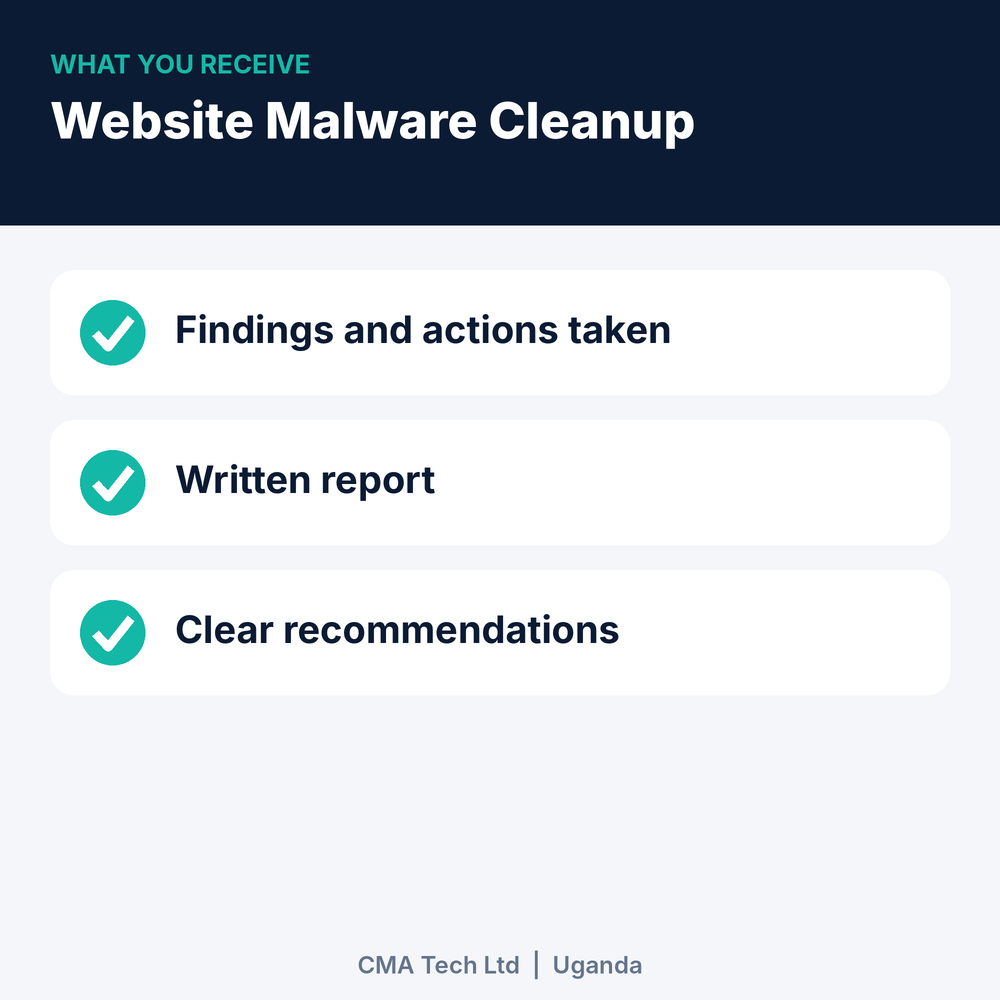 WHAT YOU RECEIVE
Website Malware Cleanup
Findings and actions taken
Written report
Clear recommendations
CMA Tech Ltd | Uganda